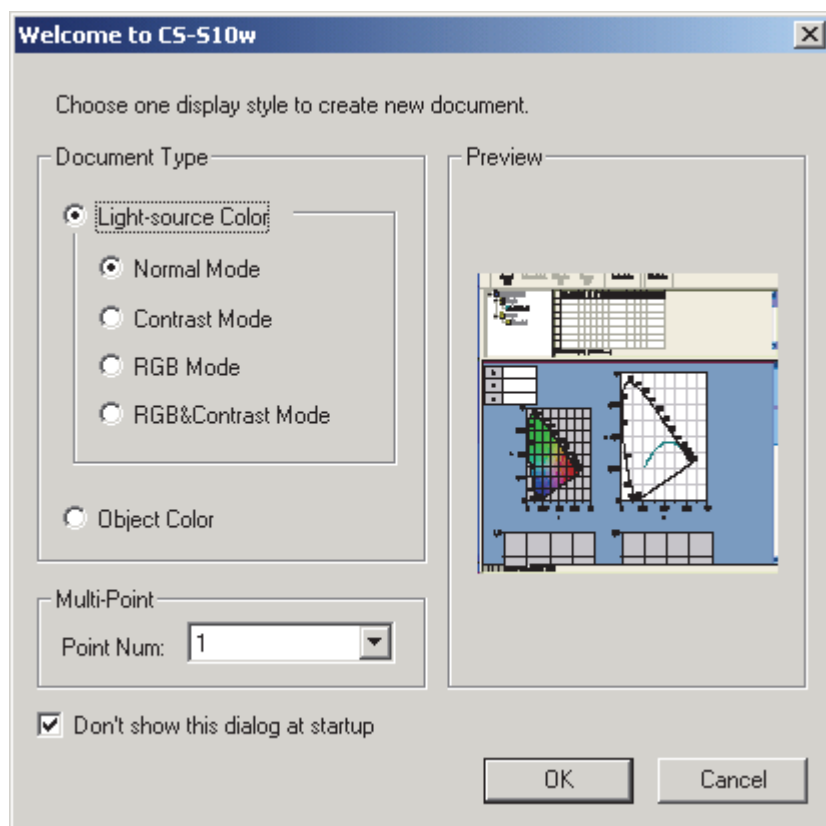 Welcome to CS-S10w
Choose one display style to create new document.
Document Type
Light-source Color
Normal Mode
Contrast Mode
RGB Mode
RGB&Contrast Mode
Object Color
Preview
Multi-Point
Point Num: 1
Don't show this dialog at startup
OK Cancel